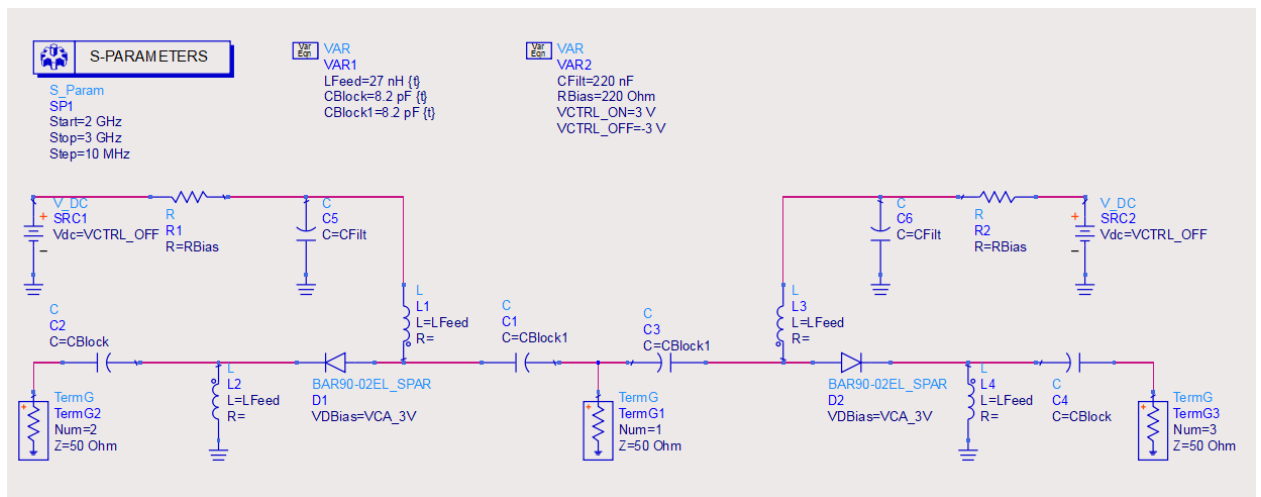 S-PARAMETERS
S_Param
SP1
Start=2 GHz
Stop=3 GHz
Step=10 MHz
Var
Eqn
VAR
VAR1
LFeed=27 nH {t}
CBlock=8.2 pF {t}
CBlock1=8.2 pF {t}
Var
Eqn
VAR
VAR2
CFilt=220 nF
RBias=220 Ohm
VCTRL_ON=3 V
VCTRL_OFF=-3 V
V_DC
SRC1
Vdc=VCTRL_OFF
R
R1
R=RBias
C
C5
C=CFilt
C
C6
C=CFilt
R
R2
R=RBias
V_DC
SRC2
Vdc=VCTRL_OFF
C
C2
C=CBlock
L
L1
L=LFeed
R=
C
C1
C=CBlock1
C
C3
C=CBlock1
L
L3
L=LFeed
R=
TermG
TermG2
Num=2
Z=50 Ohm
L
L2
L=LFeed
R=
BAR90-02EL_SPAR
D1
VDBias=VCA_3V
TermG
TermG1
Num=1
Z=50 Ohm
BAR90-02EL_SPAR
D2
VDBias=VCA_3V
L
L4
L=LFeed
R=
C
C4
C=CBlock
TermG
TermG3
Num=3
Z=50 Ohm